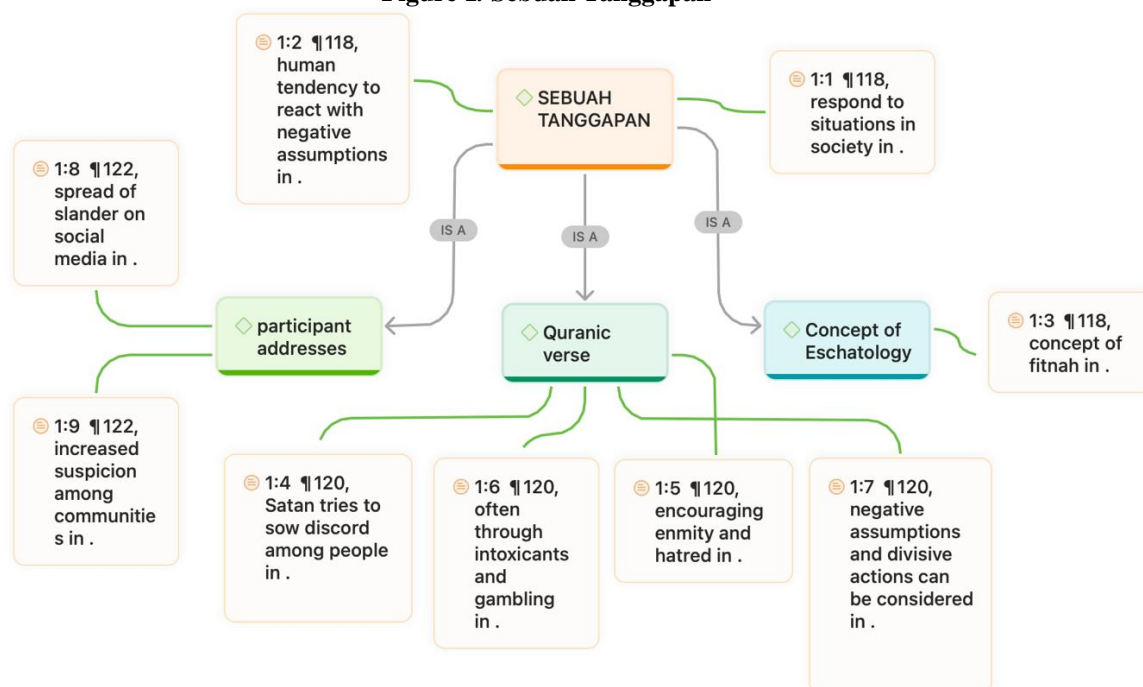 Figure 1. Sebuah Tanggapan
1:2 ¶118,
human
tendency to
react with
negative
assumptions
in .
SEBUAH
TANGGAPAN
1:1 ¶118,
respond to
situations in
society in .
1:8 ¶122,
spread of
slander on
social
media in .
IS A
IS A
IS A
participant
addresses
Quranic
verse
Concept of
Eschatology
1:3 ¶118,
concept of
fitnah in .
1:9 ¶122,
increased
suspicion
among
communitie
s in .
1:4 ¶120,
Satan tries to
sow discord
among people
in .
1:6 ¶120,
often
through
intoxicants
and
gambling
in .
1:5 ¶120,
encouraging
enmity and
hatred in .
1:7 ¶120,
negative
assumptions
and divisive
actions can
be considered
in .